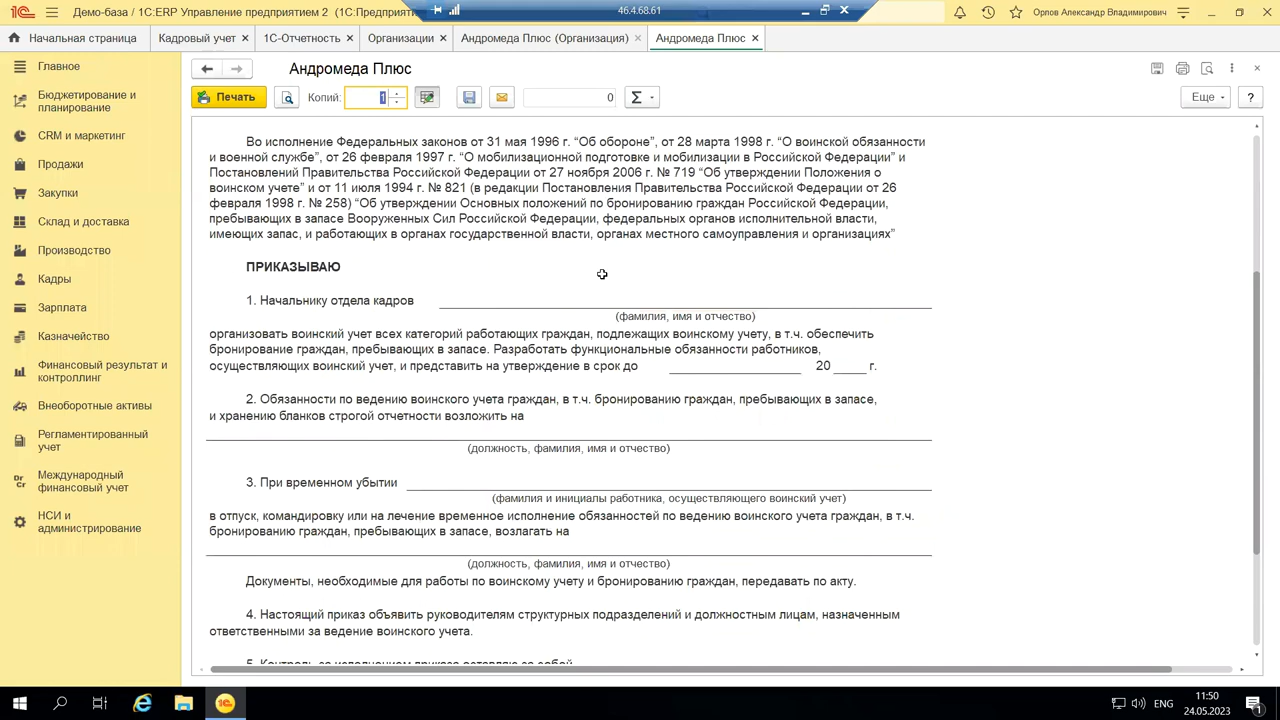 Демо-база / 1C:ERP Управление предприятием 2 (1С:Предприяти
46.4.68.61
Орлов Александр Владимирович
Начальная страница
Кадровый учет ×
1С-Отчетность ×
Организации ×
Андромеда Плюс (Организация) ×
Андромеда Плюс ×
Главное
Бюджетирование и
планирование
CRM и маркетинг
Продажи
Закупки
Склад и доставка
Производство
Кадры
Зарплата
Казначейство
Финансовый результат и
контроллинг
Внеоборотные активы
Регламентированный
учет
Международный
финансовый учет
НСИ и
администрирование
Андромеда Плюс
Печать
Копий: 1
0
Σ
Еще
?
Во исполнение Федеральных законов от 31 мая 1996 г. “Об обороне”, от 28 марта 1998 г. “О воинской обязанности
и военной службе”, от 26 февраля 1997 г. “О мобилизационной подготовке и мобилизации в Российской Федерации” и
Постановлений Правительства Российской Федерации от 27 ноября 2006 г. № 719 “Об утверждении Положения о
воинском учете” и от 11 июля 1994 г. № 821 (в редакции Постановления Правительства Российской Федерации от 26
февраля 1998 г. № 258) “Об утверждении Основных положений по бронированию граждан Российской Федерации,
пребывающих в запасе Вооруженных Сил Российской Федерации, федеральных органов исполнительной власти,
имеющих запас, и работающих в органах государственной власти, органах местного самоуправления и организациях”
ПРИКАЗЫВАЮ
1. Начальнику отдела кадров
(фамилия, имя и отчество)
организовать воинский учет всех категорий работающих граждан, подлежащих воинскому учету, в т.ч. обеспечить
бронирование граждан, пребывающих в запасе. Разработать функциональные обязанности работников,
осуществляющих воинский учет, и представить на утверждение в срок до 20 г.
2. Обязанности по ведению воинского учета граждан, в т.ч. бронированию граждан, пребывающих в запасе,
и хранению бланков строгой отчетности возложить на
(должность, фамилия, имя и отчество)
3. При временном убытии
(фамилия и инициалы работника, осуществляющего воинский учет)
в отпуск, командировку или на лечение временное исполнение обязанностей по ведению воинского учета граждан, в т.ч.
бронированию граждан, пребывающих в запасе, возлагать на
(должность, фамилия, имя и отчество)
Документы, необходимые для работы по воинскому учету и бронированию граждан, передавать по акту.
4. Настоящий приказ объявить руководителям структурных подразделений и должностным лицам, назначенным
ответственными за ведение воинского учета.
5. Контроль за исполнением приказа оставляю за собой
ENG
11:50
24.05.2023
1